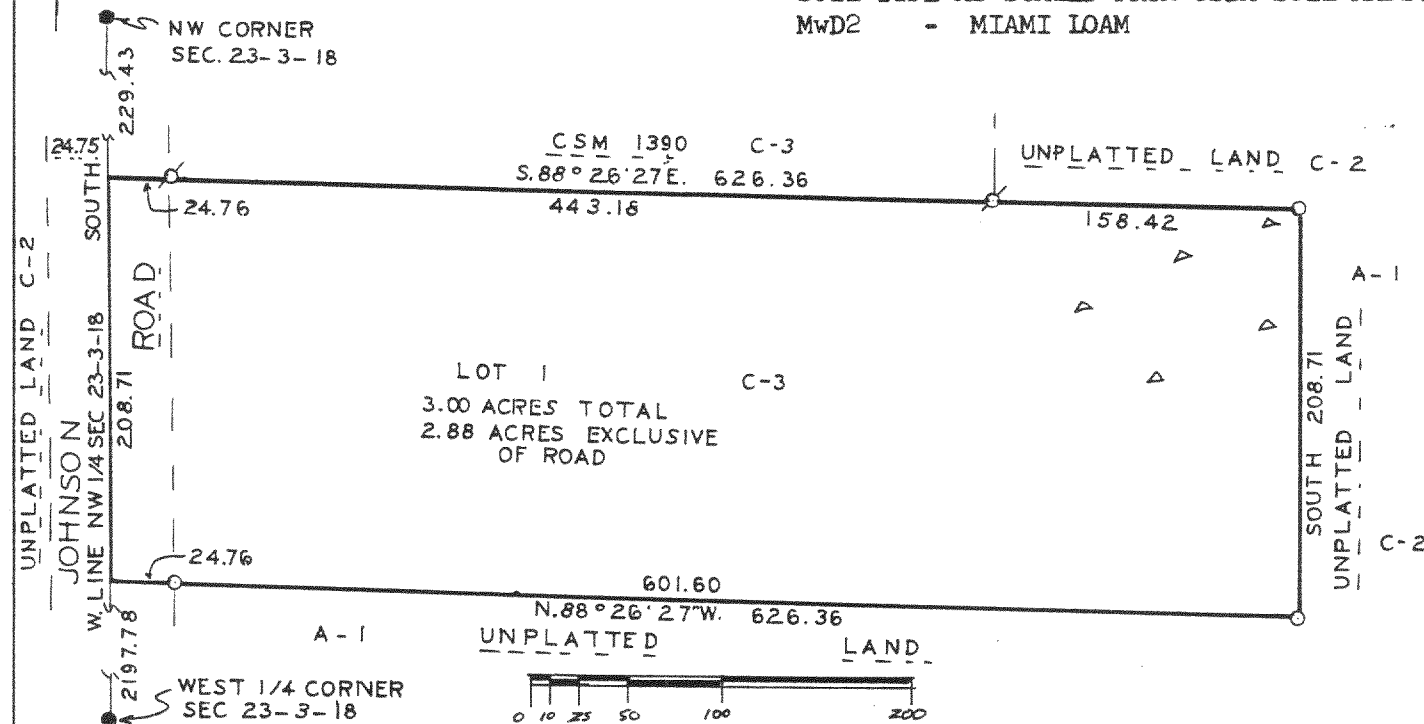 MwD2 - MIAMI LOAM
NW CORNER
SEC. 23-3-18
229.43
24.75
SOUTH
CSM 1390 C-3
S.88°26'27"E. 626.36
UNPLATTED LAND C-2
24.76
443.18
158.42
A-1
UNPLATTED LAND C-2
JOHNSON
ROAD
W. LINE NW 1/4 SEC 23-3-18
208.71
LOT 1 C-3
3.00 ACRES TOTAL
2.88 ACRES EXCLUSIVE
OF ROAD
SOUTH 208.71
UNPLATTED LAND
C-2
24.76
601.60
N.88°26'27"W. 626.36
A-1 UNPLATTED LAND
2197.78
WEST 1/4 CORNER
SEC 23-3-18
0 10 25 50 100 200